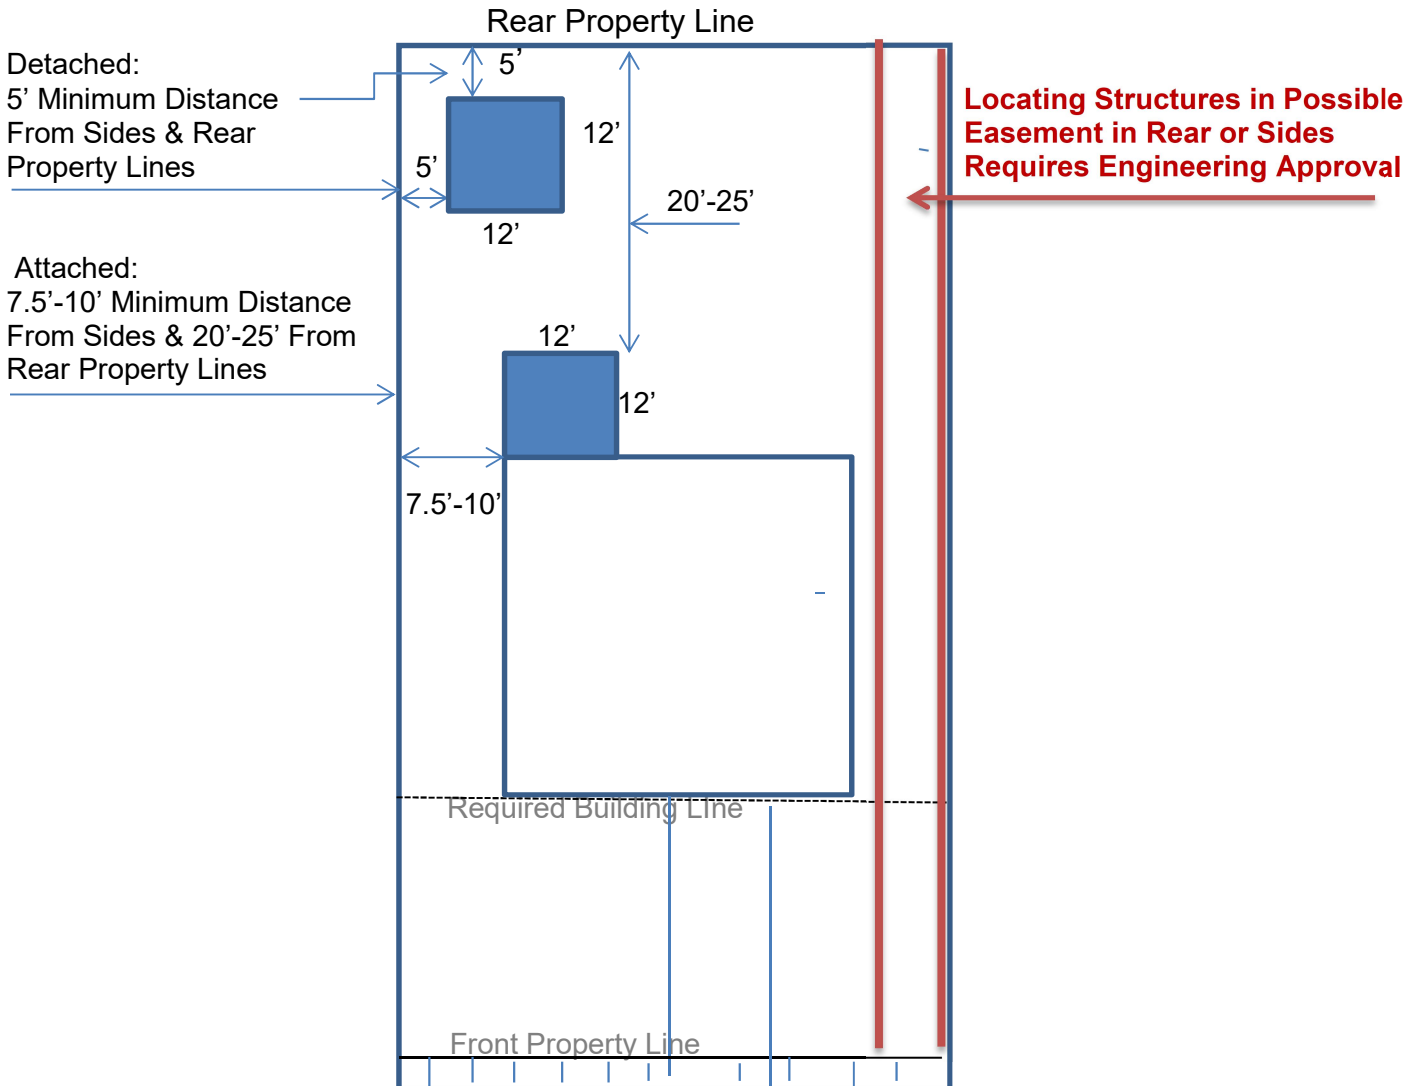 Rear Property Line
Detached:
5’ Minimum Distance
From Sides & Rear
Property Lines
5’
12’
5’
12’
20’-25’
Locating Structures in Possible
Easement in Rear or Sides
Requires Engineering Approval
Attached:
7.5’-10’ Minimum Distance
From Sides & 20’-25’ From
Rear Property Lines
12’
12’
7.5’-10’
Required Building LIne
Front Property Line